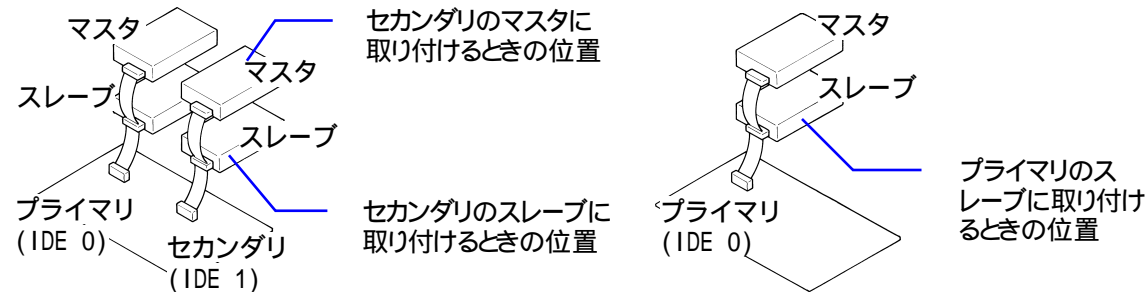 マスタ
スレーブ
マスタ
スレーブ
プライマリ
(IDE 0)
セカンダリ
(IDE 1)
セカンダリのマスタに
取り付けるときの位置
セカンダリのスレーブに
取り付けるときの位置
マスタ
スレーブ
プライマリ
(IDE 0)
プライマリのス
レーブに取り付け
るときの位置